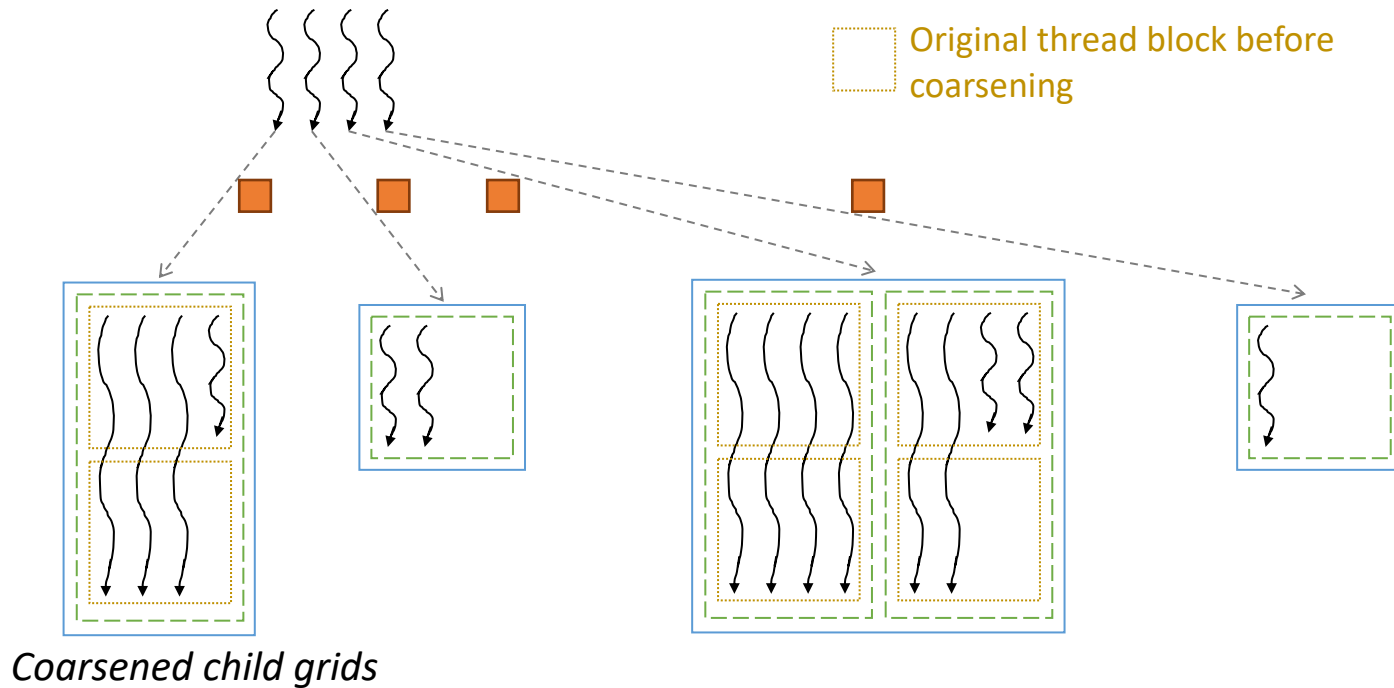 Original thread block before
coarsening
Coarsened child grids